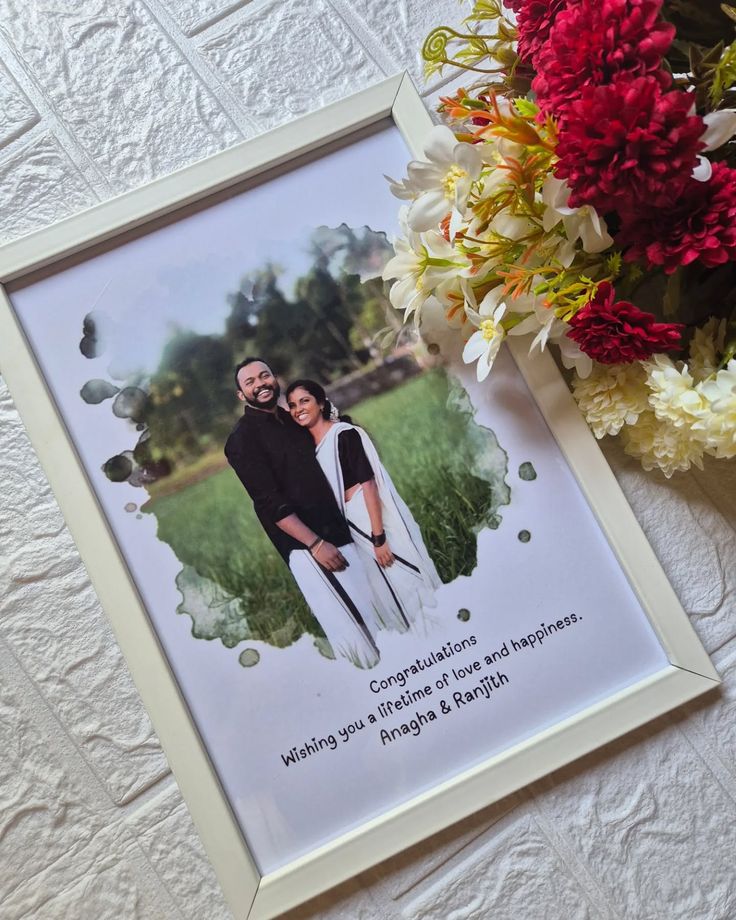 Congratulations
Wishing you a lifetime of love and happiness.
Anagha & Ranjith